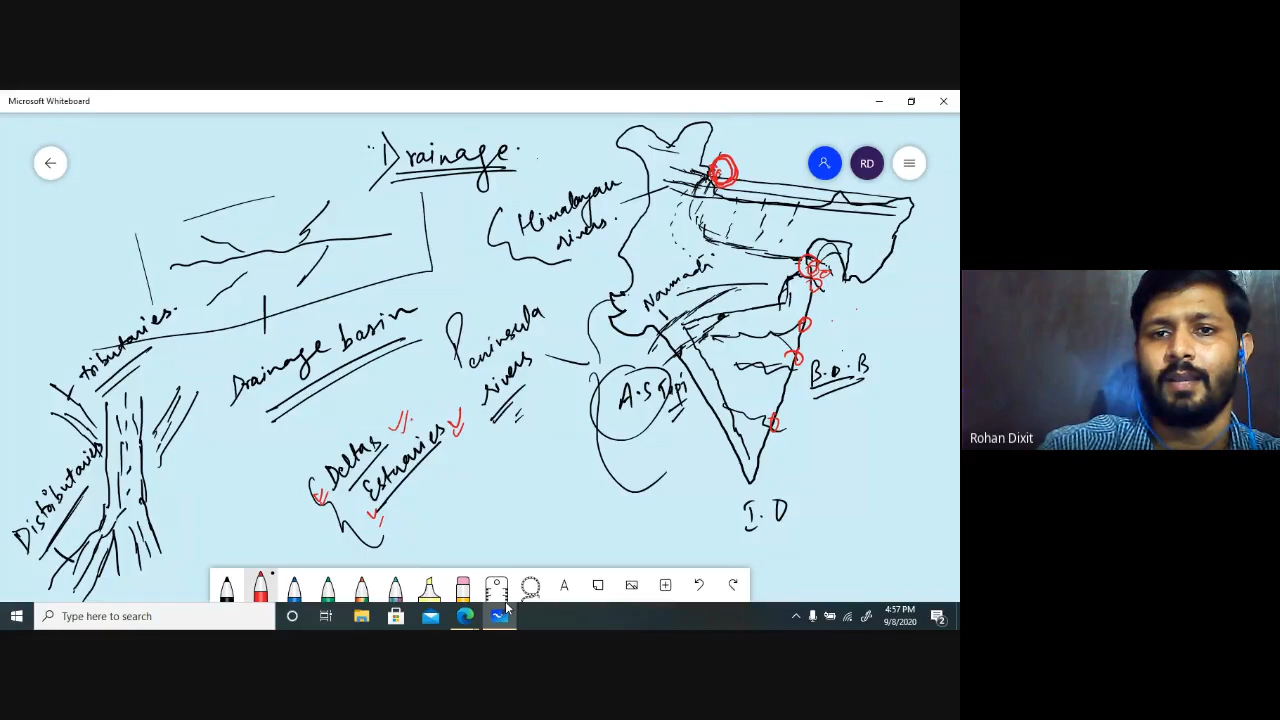 Microsoft Whiteboard
Drainage
RD
Himalayan
rivers.
tributaries.
Drainage basin
Peninsula
rivers
Narmada
A.S
Tapi
B.O.B
Deltas
Estuaries
Distributaries
I.O
Rohan Dixit
A
Type here to search
4:57 PM
9/8/2020
2